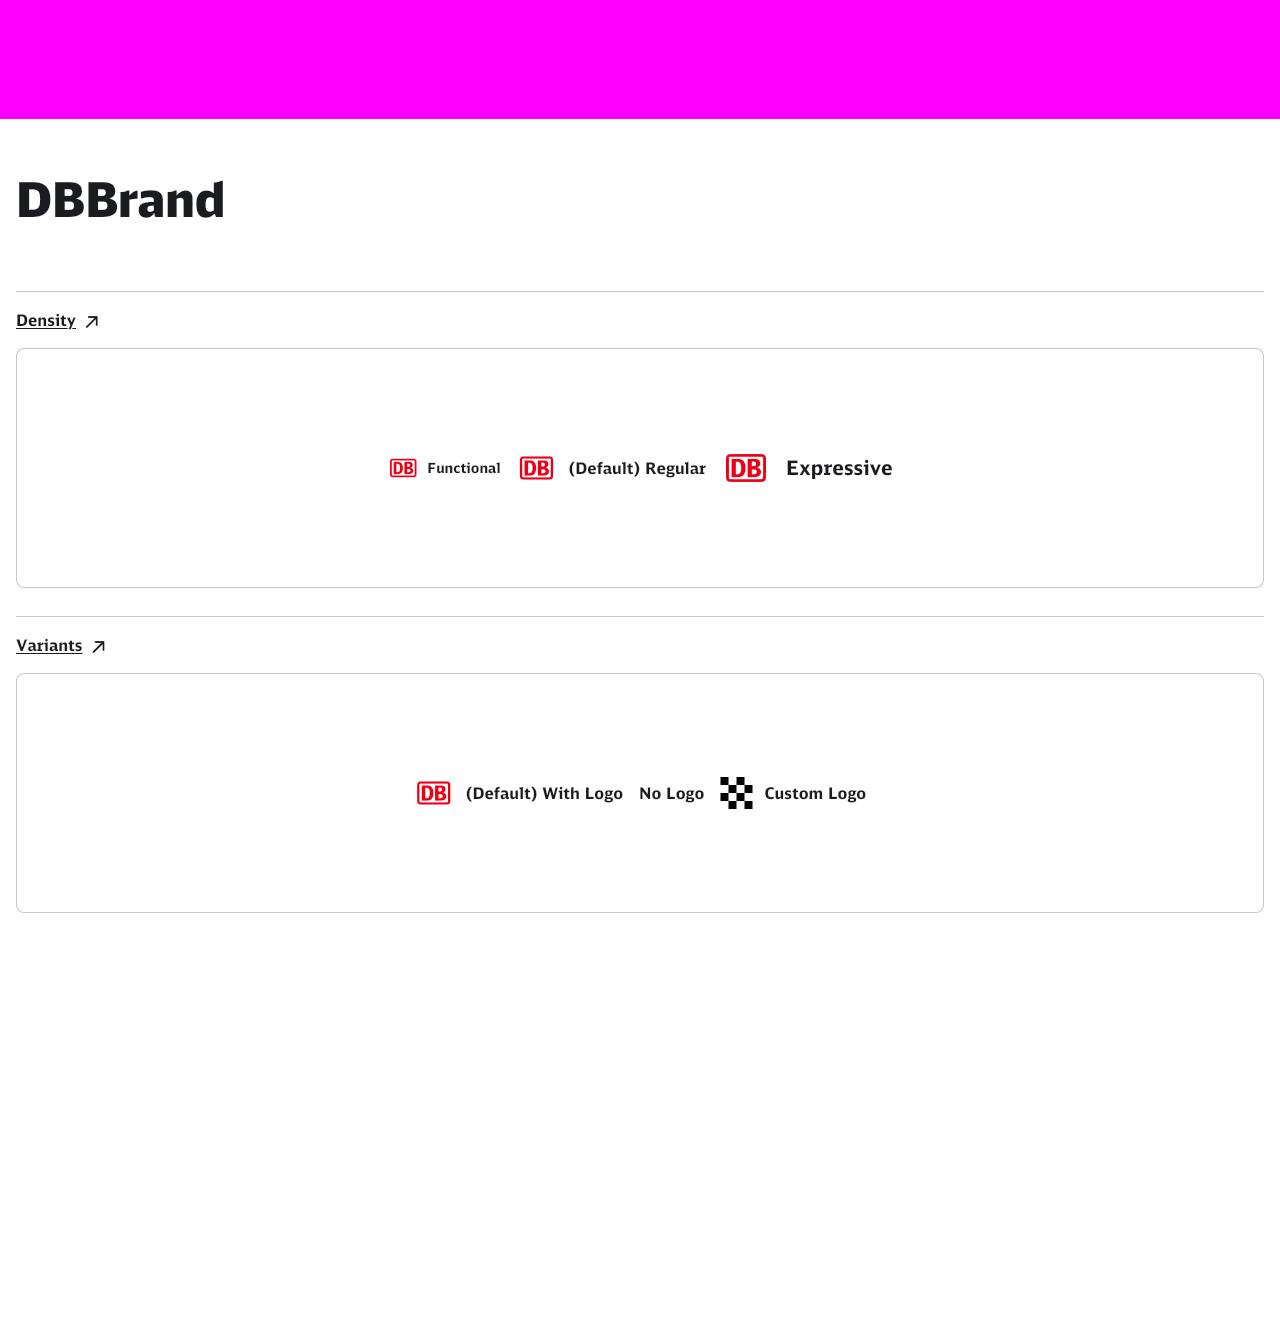 DBBrand
Density
DB Functional DB (Default) Regular DB Expressive
Variants
DB (Default) With Logo No Logo Custom Logo